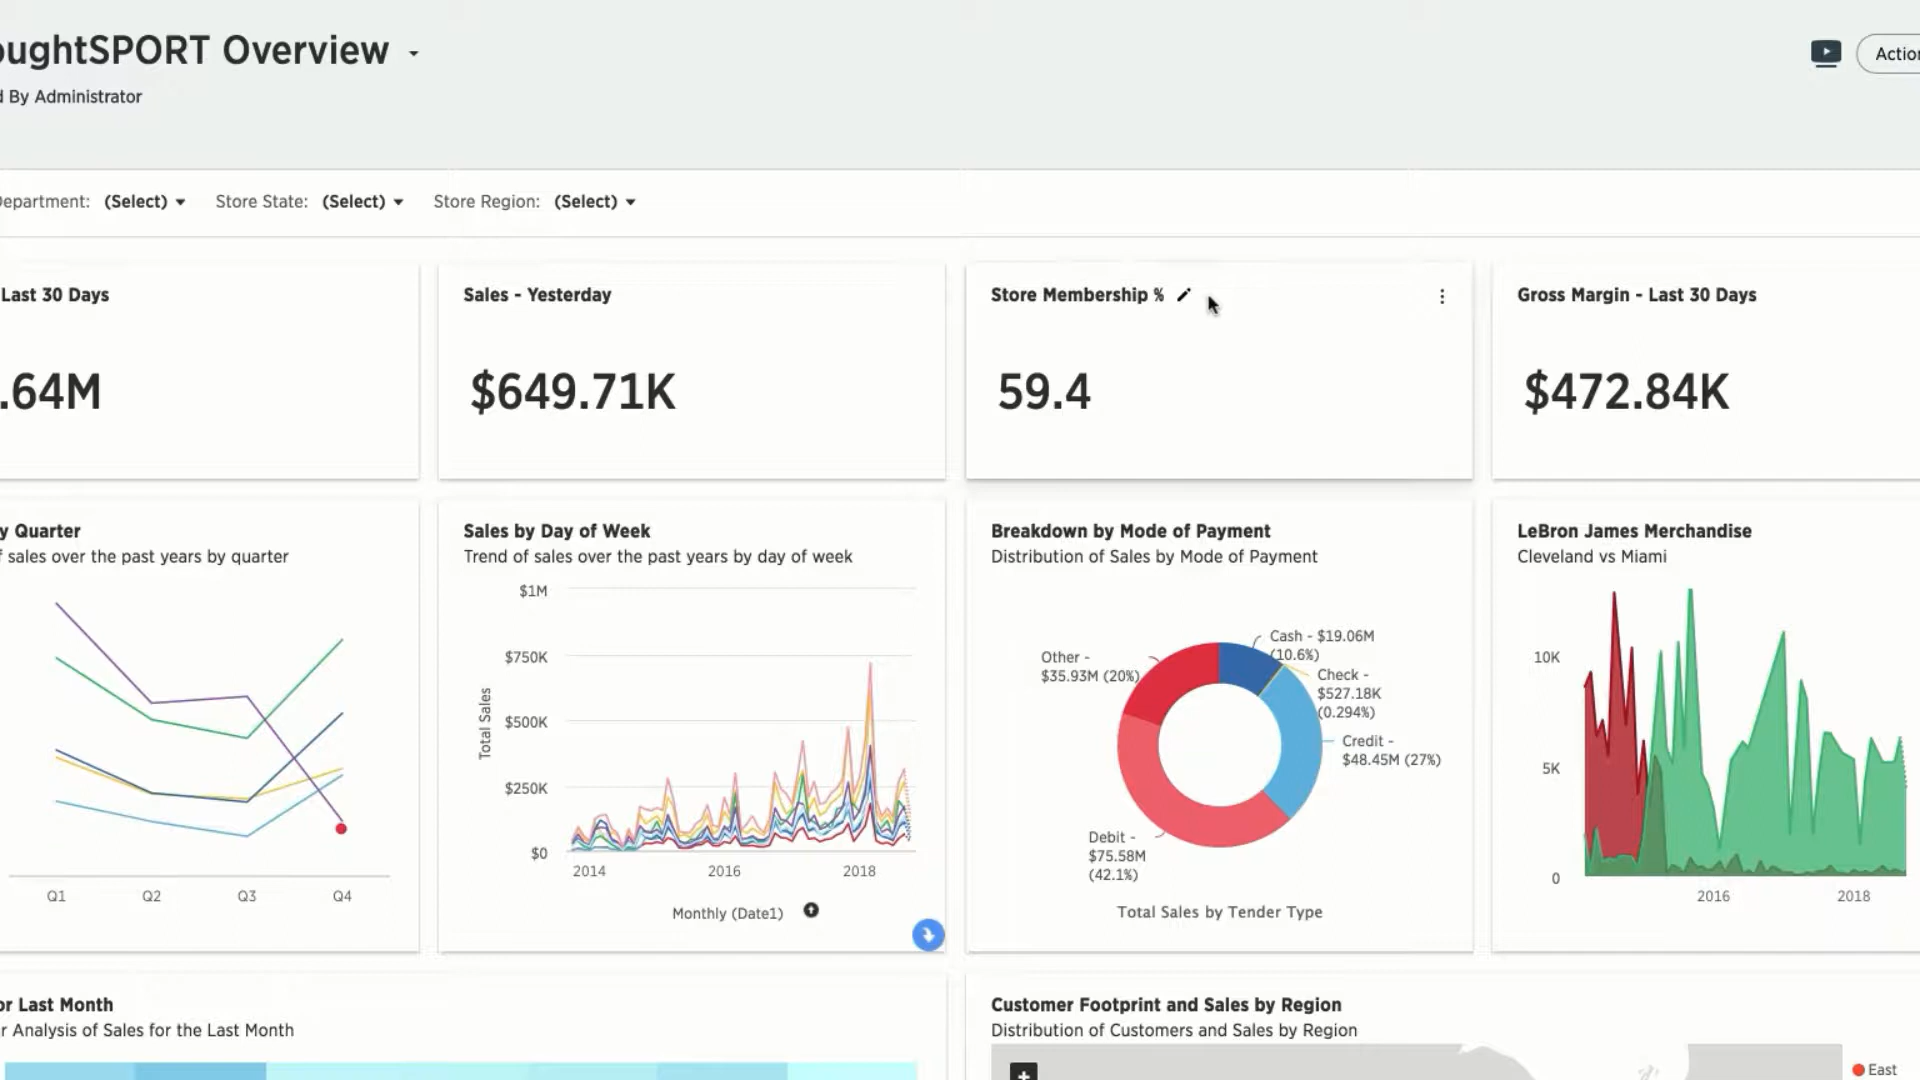 oughtSPORT Overview
Action
d By Administrator
Department: (Select) Store State: (Select) Store Region: (Select)
Last 30 Days
.64M
Sales - Yesterday
$649.71K
Store Membership %
59.4
Gross Margin - Last 30 Days
$472.84K
y Quarter
f sales over the past years by quarter
Q1 Q2 Q3 Q4
Sales by Day of Week
Trend of sales over the past years by day of week
$1M
$750K
$500K
$250K
$0
Total Sales
2014 2016 2018
Monthly (Date1)
Breakdown by Mode of Payment
Distribution of Sales by Mode of Payment
Cash - $19.06M
(10.6%)
Check -
$527.18K
(0.294%)
Credit -
$48.45M (27%)
Debit -
$75.58M
(42.1%)
Other -
$35.93M (20%)
Total Sales by Tender Type
LeBron James Merchandise
Cleveland vs Miami
10K
5K
0
2016 2018
or Last Month
r Analysis of Sales for the Last Month
Customer Footprint and Sales by Region
Distribution of Customers and Sales by Region
+
East